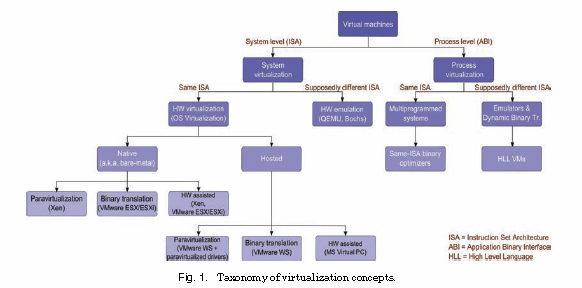 Virtual machines
System level (ISA)
Process level (ABI)
System
virtualization
Process
virtualization
Same ISA
Supposedly different ISA
Same ISA
Supposedly different ISA
HW virtualization
(OS Virtualization)
HW emulation
(QEMU, Bochs)
Multiprogrammed
systems
Emulators &
Dynamic Binary Tr.
Native
(a.k.a. bare-metal)
Hosted
Same-ISA binary
optimizers
HLL VMs
Paravirtualization
(Xen)
Binary translation
(VMware ESX/ESXi)
HW assisted
(Xen,
VMware ESX/ESXi)
Paravirtualization
(VMware WS +
paravirtualized drivers)
Binary translation
(VMware WS)
HW assisted
(MS Virtual PC)
ISA = Instruction Set Architecture
ABI = Application Binary Interface
HLL = High Level Language
Fig. 1. Taxonomy of virtualization concepts.